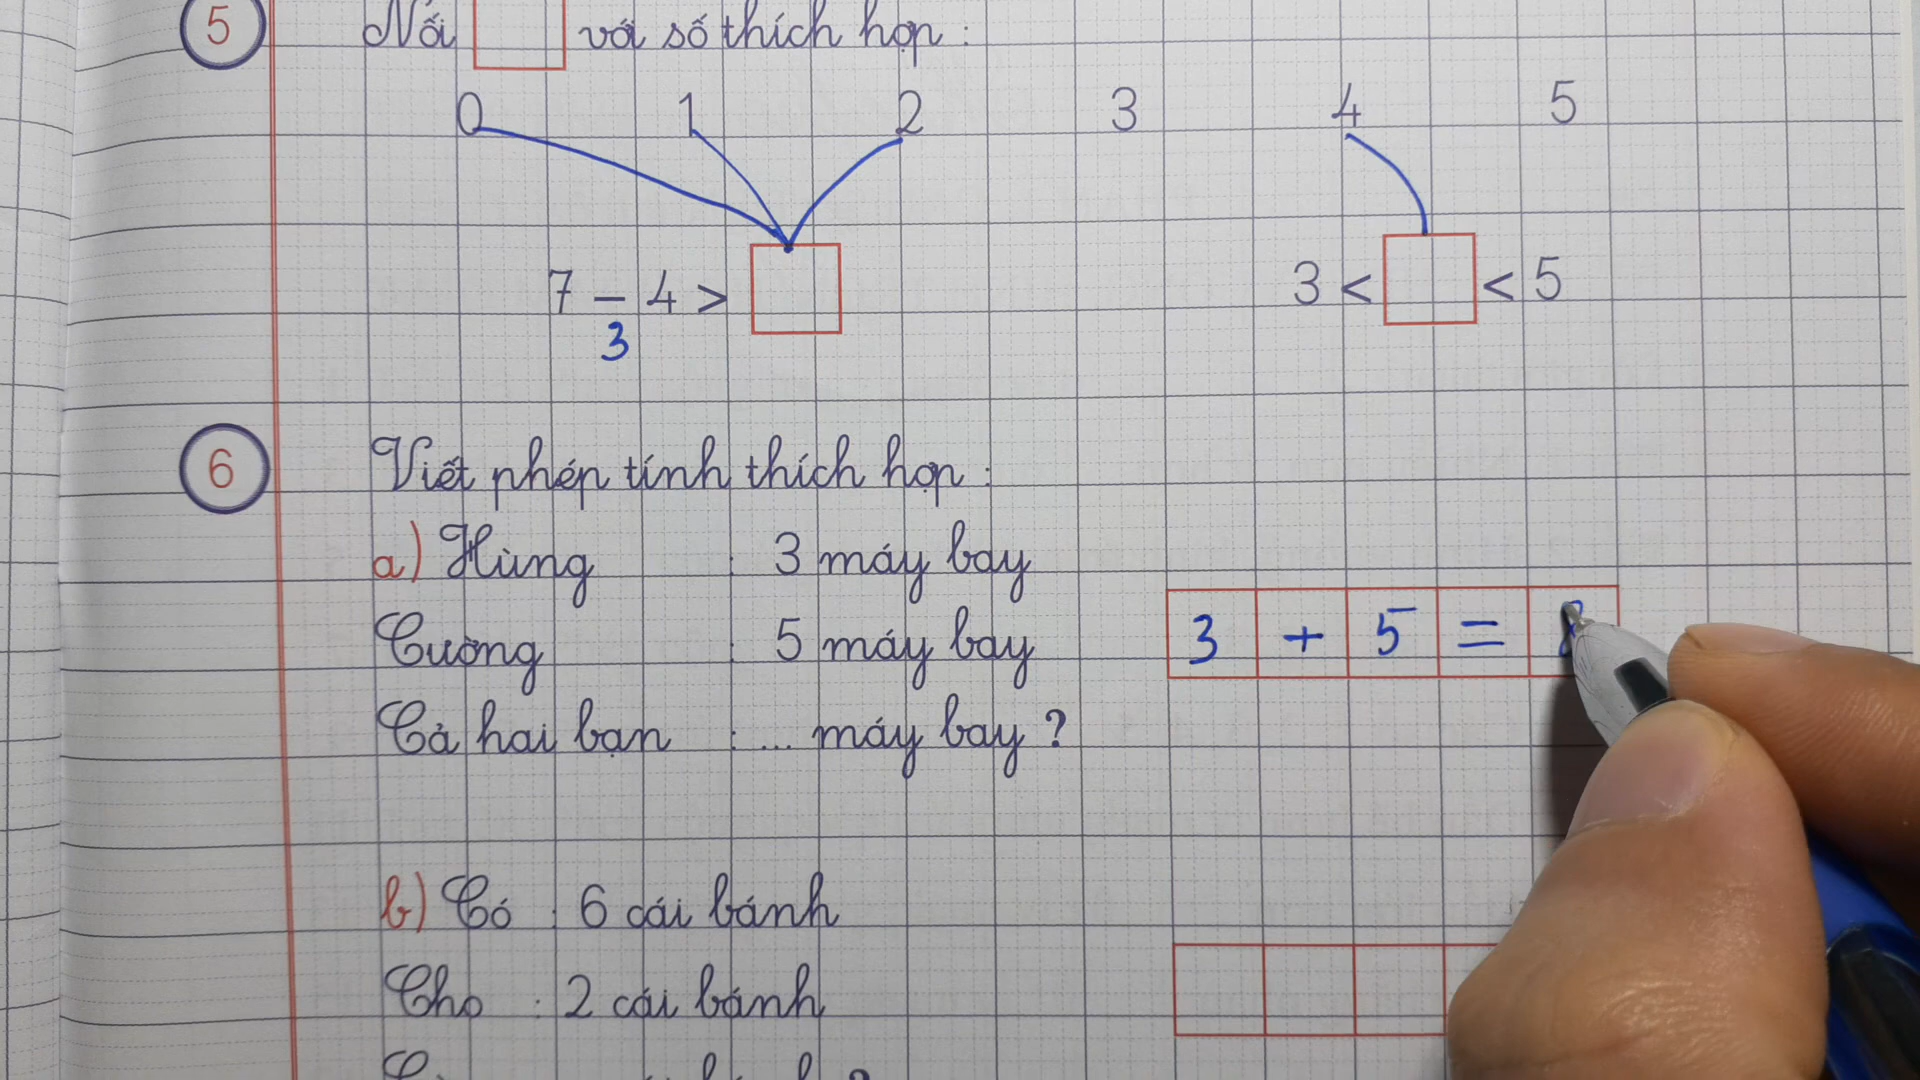 5 Nối với số thích hợp :
0 1 2 3 4 5
7 - 4 > 3 < < 5
3
6 Viết phép tính thích hợp :
a) Hùng : 3 máy bay
3 + 5 = 8
Cường : 5 máy bay
Cả hai bạn : ... máy bay ?
b) Có : 6 cái bánh
Cho : 2 cái bánh